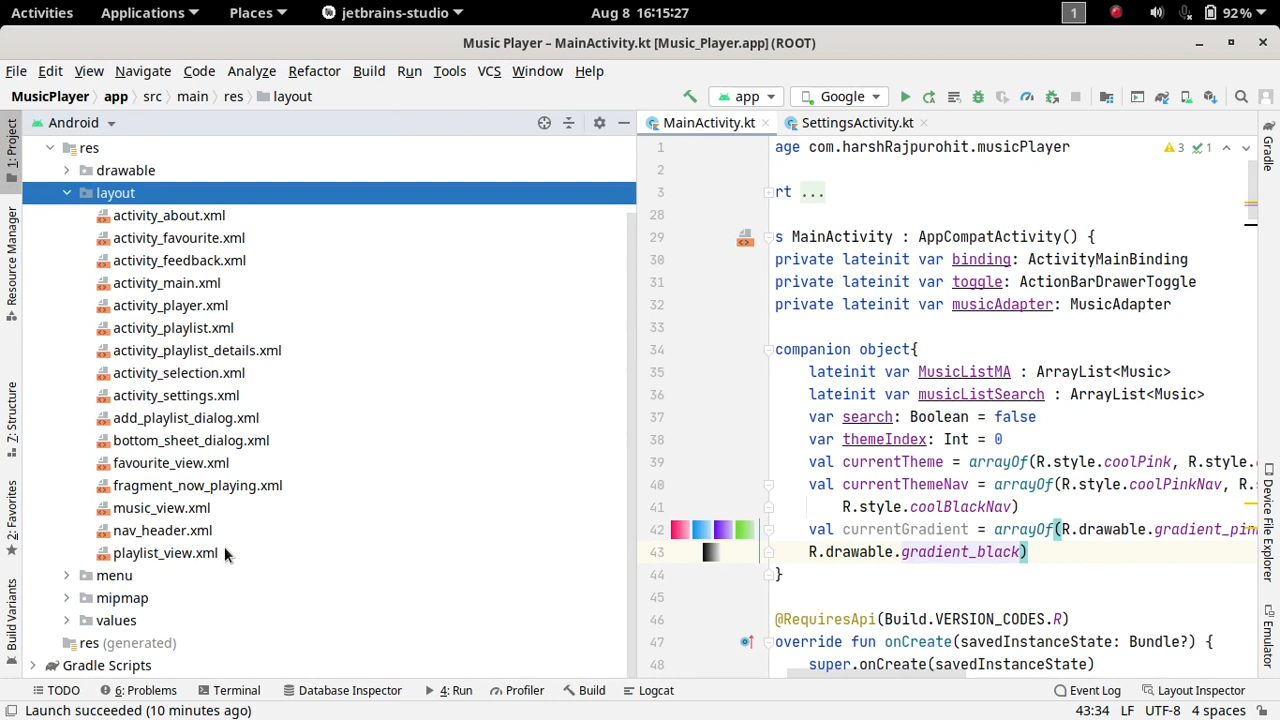 Activities Applications Places jetbrains-studio Aug 8 16:15:27 1 92%
Music Player – MainActivity.kt [Music_Player.app] (ROOT)
File Edit View Navigate Code Analyze Refactor Build Run Tools VCS Window Help
MusicPlayer app src main res layout app Google
Android
MainActivity.kt SettingsActivity.kt
1: Project
Resource Manager
Z: Structure
2: Favorites
Build Variants
res
drawable
layout
activity_about.xml
activity_favourite.xml
activity_feedback.xml
activity_main.xml
activity_player.xml
activity_playlist.xml
activity_playlist_details.xml
activity_selection.xml
activity_settings.xml
add_playlist_dialog.xml
bottom_sheet_dialog.xml
favourite_view.xml
fragment_now_playing.xml
music_view.xml
nav_header.xml
playlist_view.xml
menu
mipmap
values
res (generated)
Gradle Scripts
1 age com.harshRajpurohit.musicPlayer 3 1
2
3 rt ...
28
29 s MainActivity : AppCompatActivity() {
30 private lateinit var binding: ActivityMainBinding
31 private lateinit var toggle: ActionBarDrawerToggle
32 private lateinit var musicAdapter: MusicAdapter
33
34 companion object{
35 lateinit var MusicListMA : ArrayList<Music>
36 lateinit var musicListSearch : ArrayList<Music>
37 var search: Boolean = false
38 var themeIndex: Int = 0
39 val currentTheme = arrayOf(R.style.coolPink, R.style.
40 val currentThemeNav = arrayOf(R.style.coolPinkNav, R.s
41 R.style.coolBlackNav)
42 val currentGradient = arrayOf(R.drawable.gradient_pin
43 R.drawable.gradient_black)
44 }
45
46 @RequiresApi(Build.VERSION_CODES.R)
47 override fun onCreate(savedInstanceState: Bundle?) {
48 super.onCreate(savedInstanceState)
Gradle
Device File Explorer
Emulator
TODO 6: Problems Terminal Database Inspector 4: Run Profiler Build Logcat Event Log Layout Inspector
Launch succeeded (10 minutes ago) 43:34 LF UTF-8 4 spaces